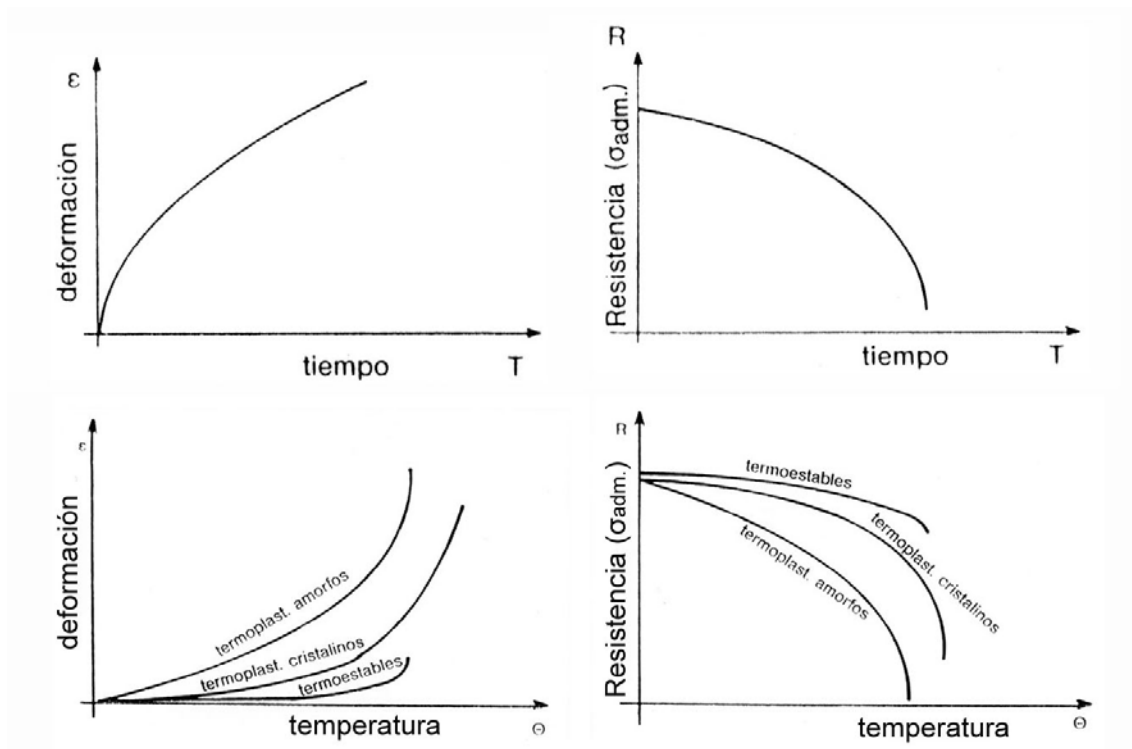 ε
deformación
tiempo
T
R
Resistencia (σadm.)
tiempo
T
ε
deformación
termoplast. amorfos
termoplast. cristalinos
termoestables
temperatura
Θ
R
Resistencia (σadm.)
termoestables
termoplast. cristalinos
termoplast. amorfos
temperatura
Θ